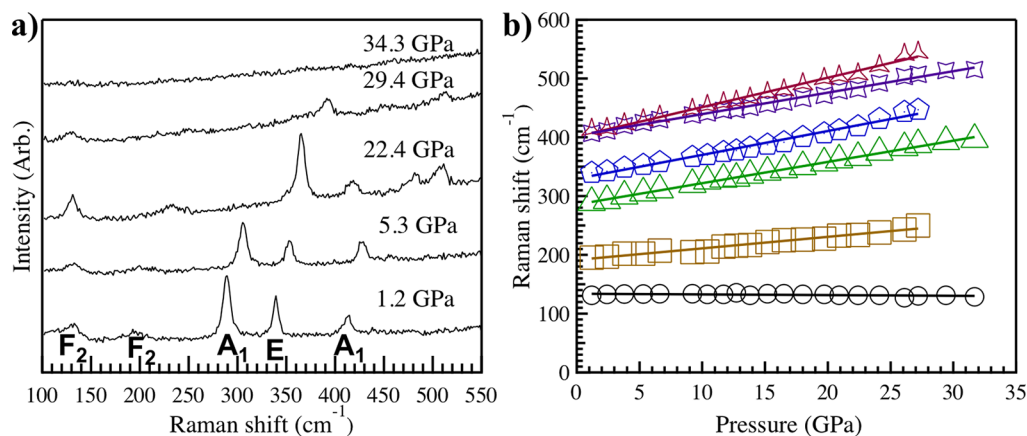 a)
34.3 GPa
29.4 GPa
22.4 GPa
5.3 GPa
1.2 GPa
F2 F2 A1 E A1
100 150 200 250 300 350 400 450 500 550
Raman shift (cm-1)
Intensity (Arb.)
b)
600
500
400
300
200
100
0
0 5 10 15 20 25 30 35
Pressure (GPa)
Raman shift (cm-1)